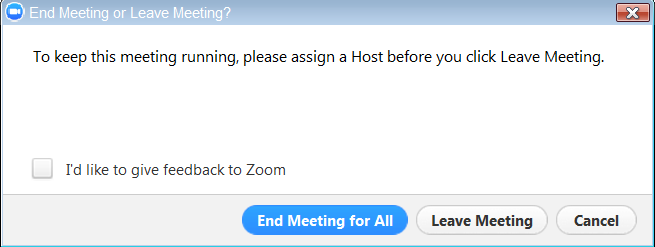 End Meeting or Leave Meeting?
To keep this meeting running, please assign a Host before you click Leave Meeting.
I'd like to give feedback to Zoom
End Meeting for All Leave Meeting Cancel